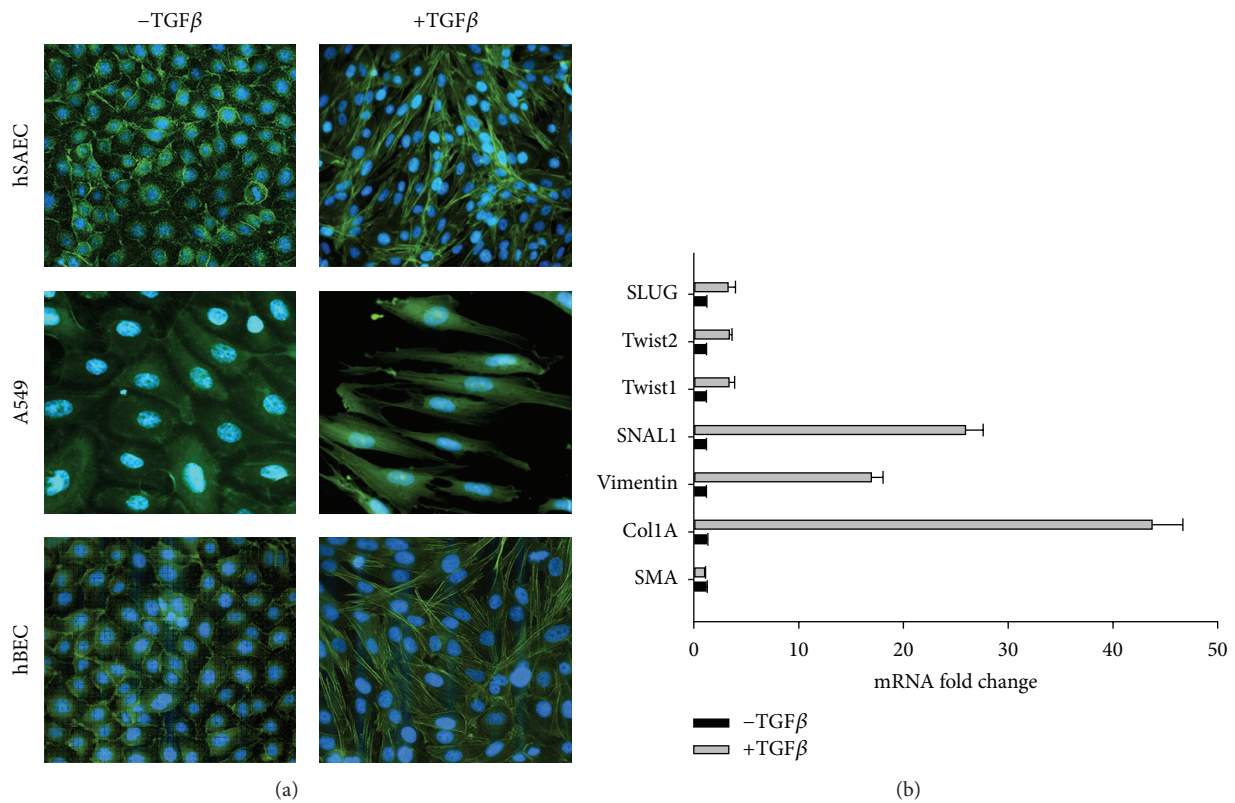 −TGFβ
+TGFβ
hSAEC
A549
hBEC
(a)
SLUG
Twist2
Twist1
SNAL1
Vimentin
Col1A
SMA
0 10 20 30 40 50
mRNA fold change
−TGFβ
+TGFβ
(b)